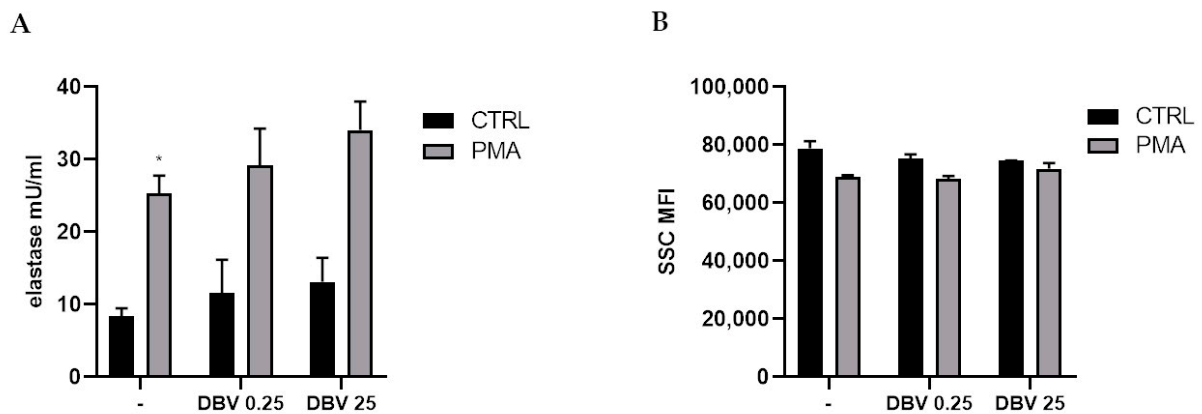 A
elastase mU/ml
40
30
20
10
0
*
- DBV 0.25 DBV 25
CTRL
PMA
B
SSC MFI
100,000
80,000
60,000
40,000
20,000
0
- DBV 0.25 DBV 25
CTRL
PMA